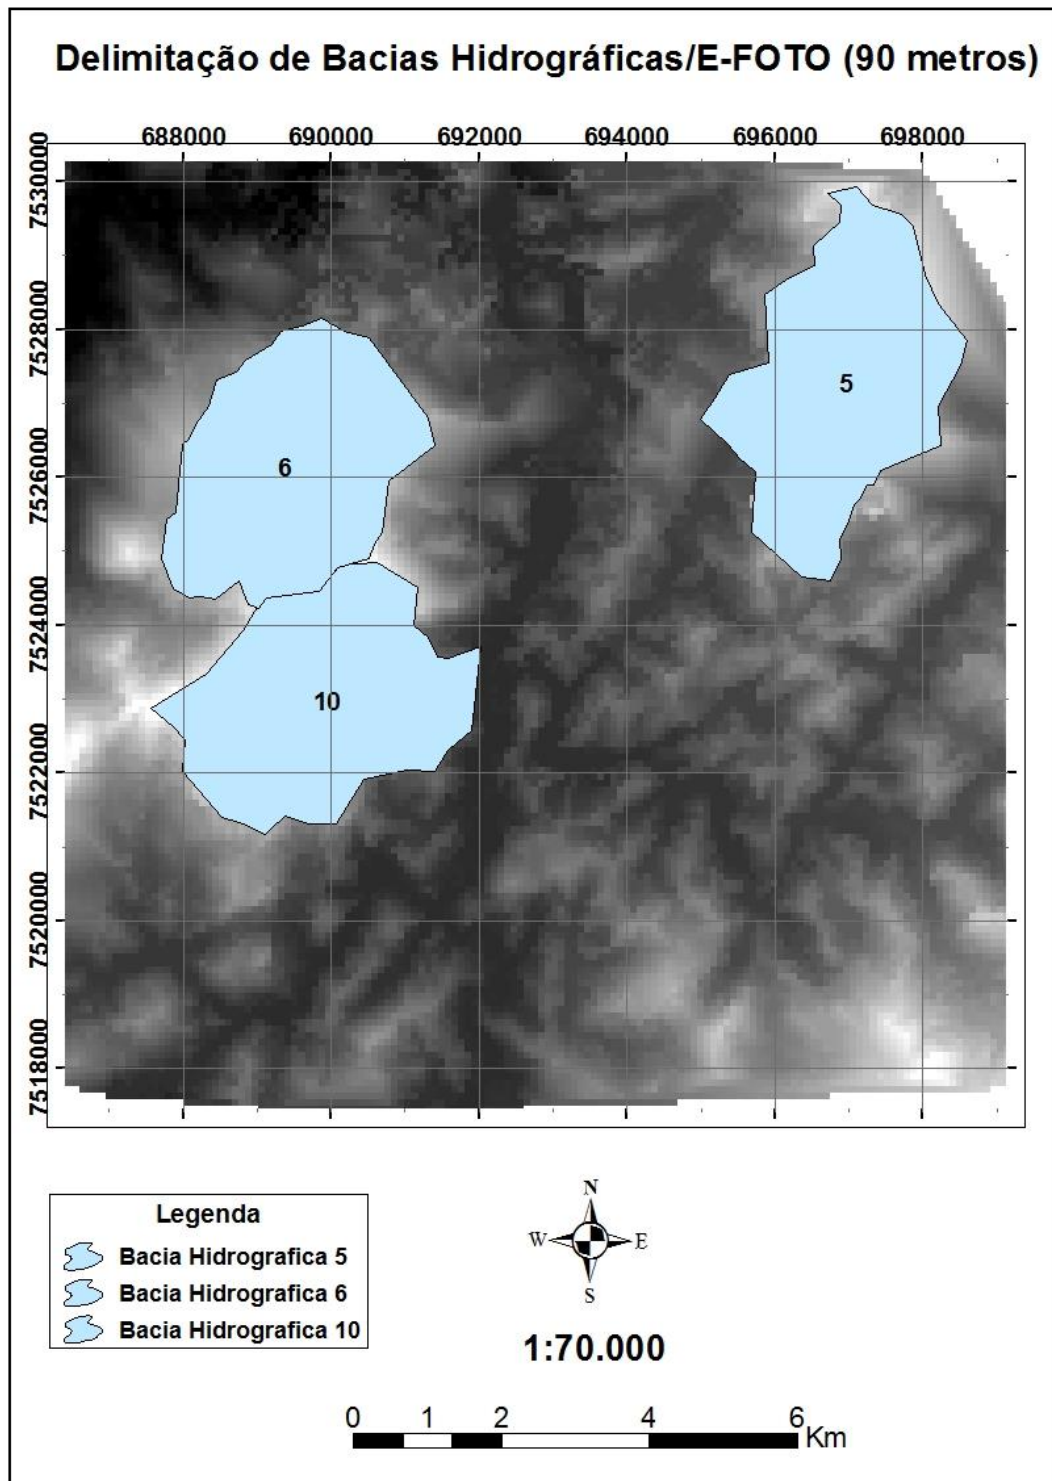 Delimitação de Bacias Hidrográficas/E-FOTO (90 metros)
688000 690000 692000 694000 696000 698000
7530000
7528000
7526000
7524000
7522000
7520000
7518000
5
6
10
Legenda
Bacia Hidrografica 5
Bacia Hidrografica 6
Bacia Hidrografica 10
N
W E
S
1:70.000
0 1 2 4 6
Km